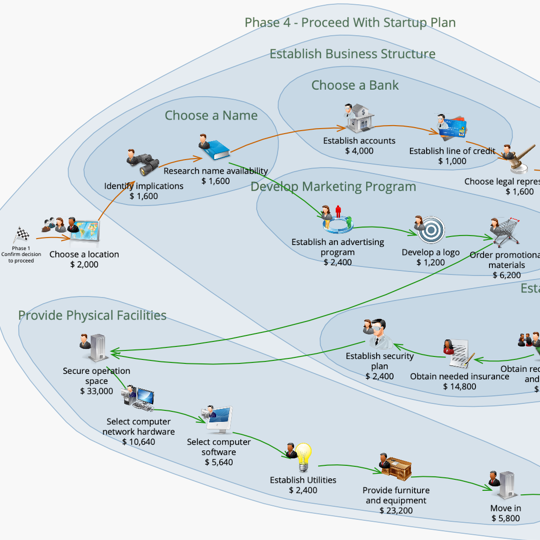 Phase 4 - Proceed With Startup Plan
Establish Business Structure
Choose a Bank
Choose a Name
Establish accounts
$ 4,000
Establish line of credit
$ 1,000
Research name availability
$ 1,600
Identify implications
$ 1,600
Choose legal repres
$ 1,600
Develop Marketing Program
Phase 1
Confirm decision
to proceed
Choose a location
$ 2,000
Establish an advertising
program
$ 2,400
Develop a logo
$ 1,200
Order promotiona
materials
$ 6,200
Esta
Provide Physical Facilities
Secure operation
space
$ 33,000
Establish security
plan
$ 2,400
Obtain needed insurance
$ 14,800
Obtain rec
and
$
Select computer
network hardware
$ 10,640
Select computer
software
$ 5,640
Establish Utilities
$ 2,400
Provide furniture
and equipment
$ 23,200
Move in
$ 5,800